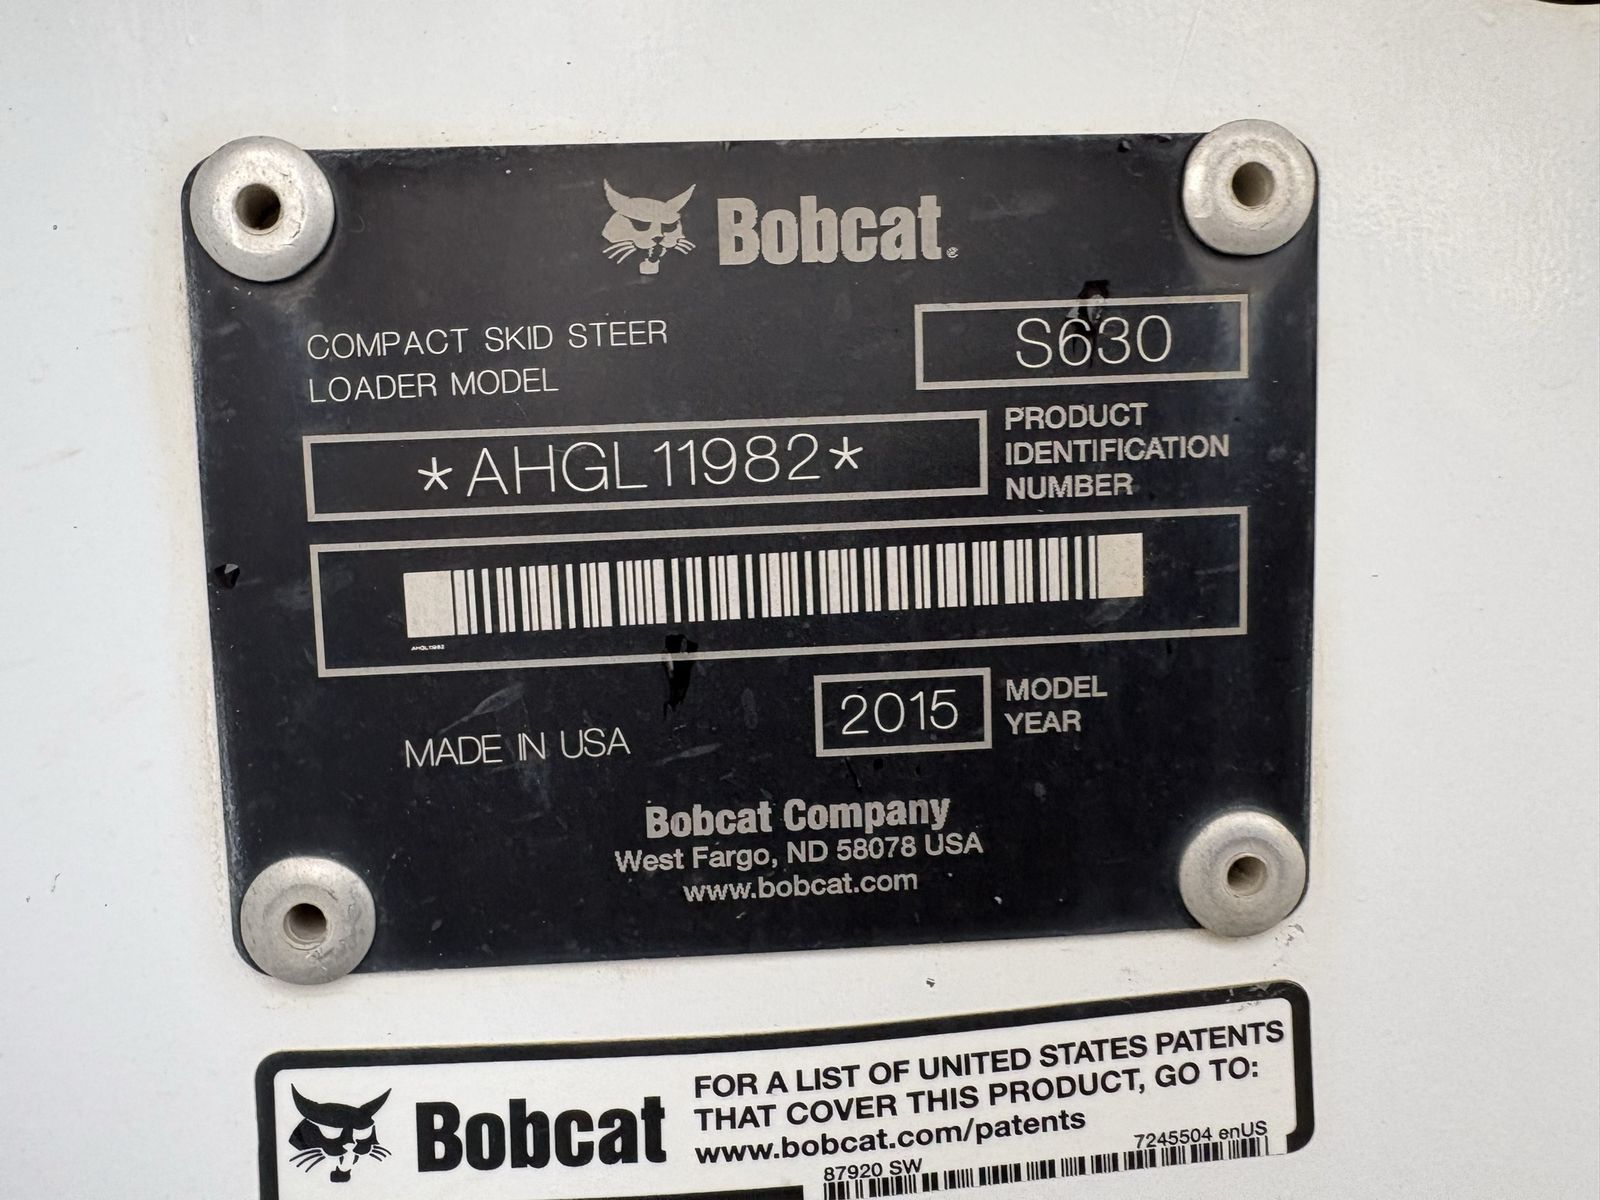 Bobcat®
COMPACT SKID STEER
LOADER MODEL
S630
*AHGL11982*
PRODUCT
IDENTIFICATION
NUMBER
AHGL11982
MADE IN USA
2015
MODEL
YEAR
Bobcat Company
West Fargo, ND 58078 USA
www.bobcat.com
Bobcat
FOR A LIST OF UNITED STATES PATENTS
THAT COVER THIS PRODUCT, GO TO:
www.bobcat.com/patents
87920 SW
7245504 enUS